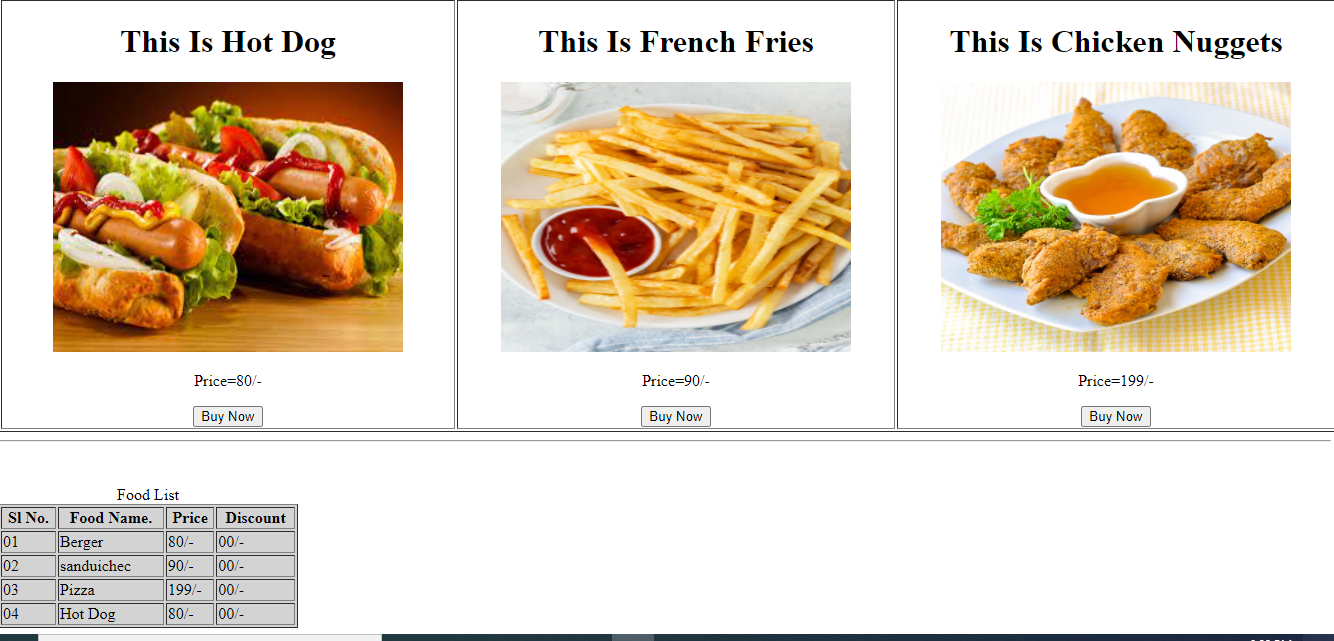 This Is Hot Dog
This Is French Fries
This Is Chicken Nuggets
Price=80/-
Price=90/-
Price=199/-
Buy Now
Buy Now
Buy Now
Food List
Sl No. Food Name. Price Discount
01 Berger 80/- 00/-
02 sanduichec 90/- 00/-
03 Pizza 199/- 00/-
04 Hot Dog 80/- 00/-